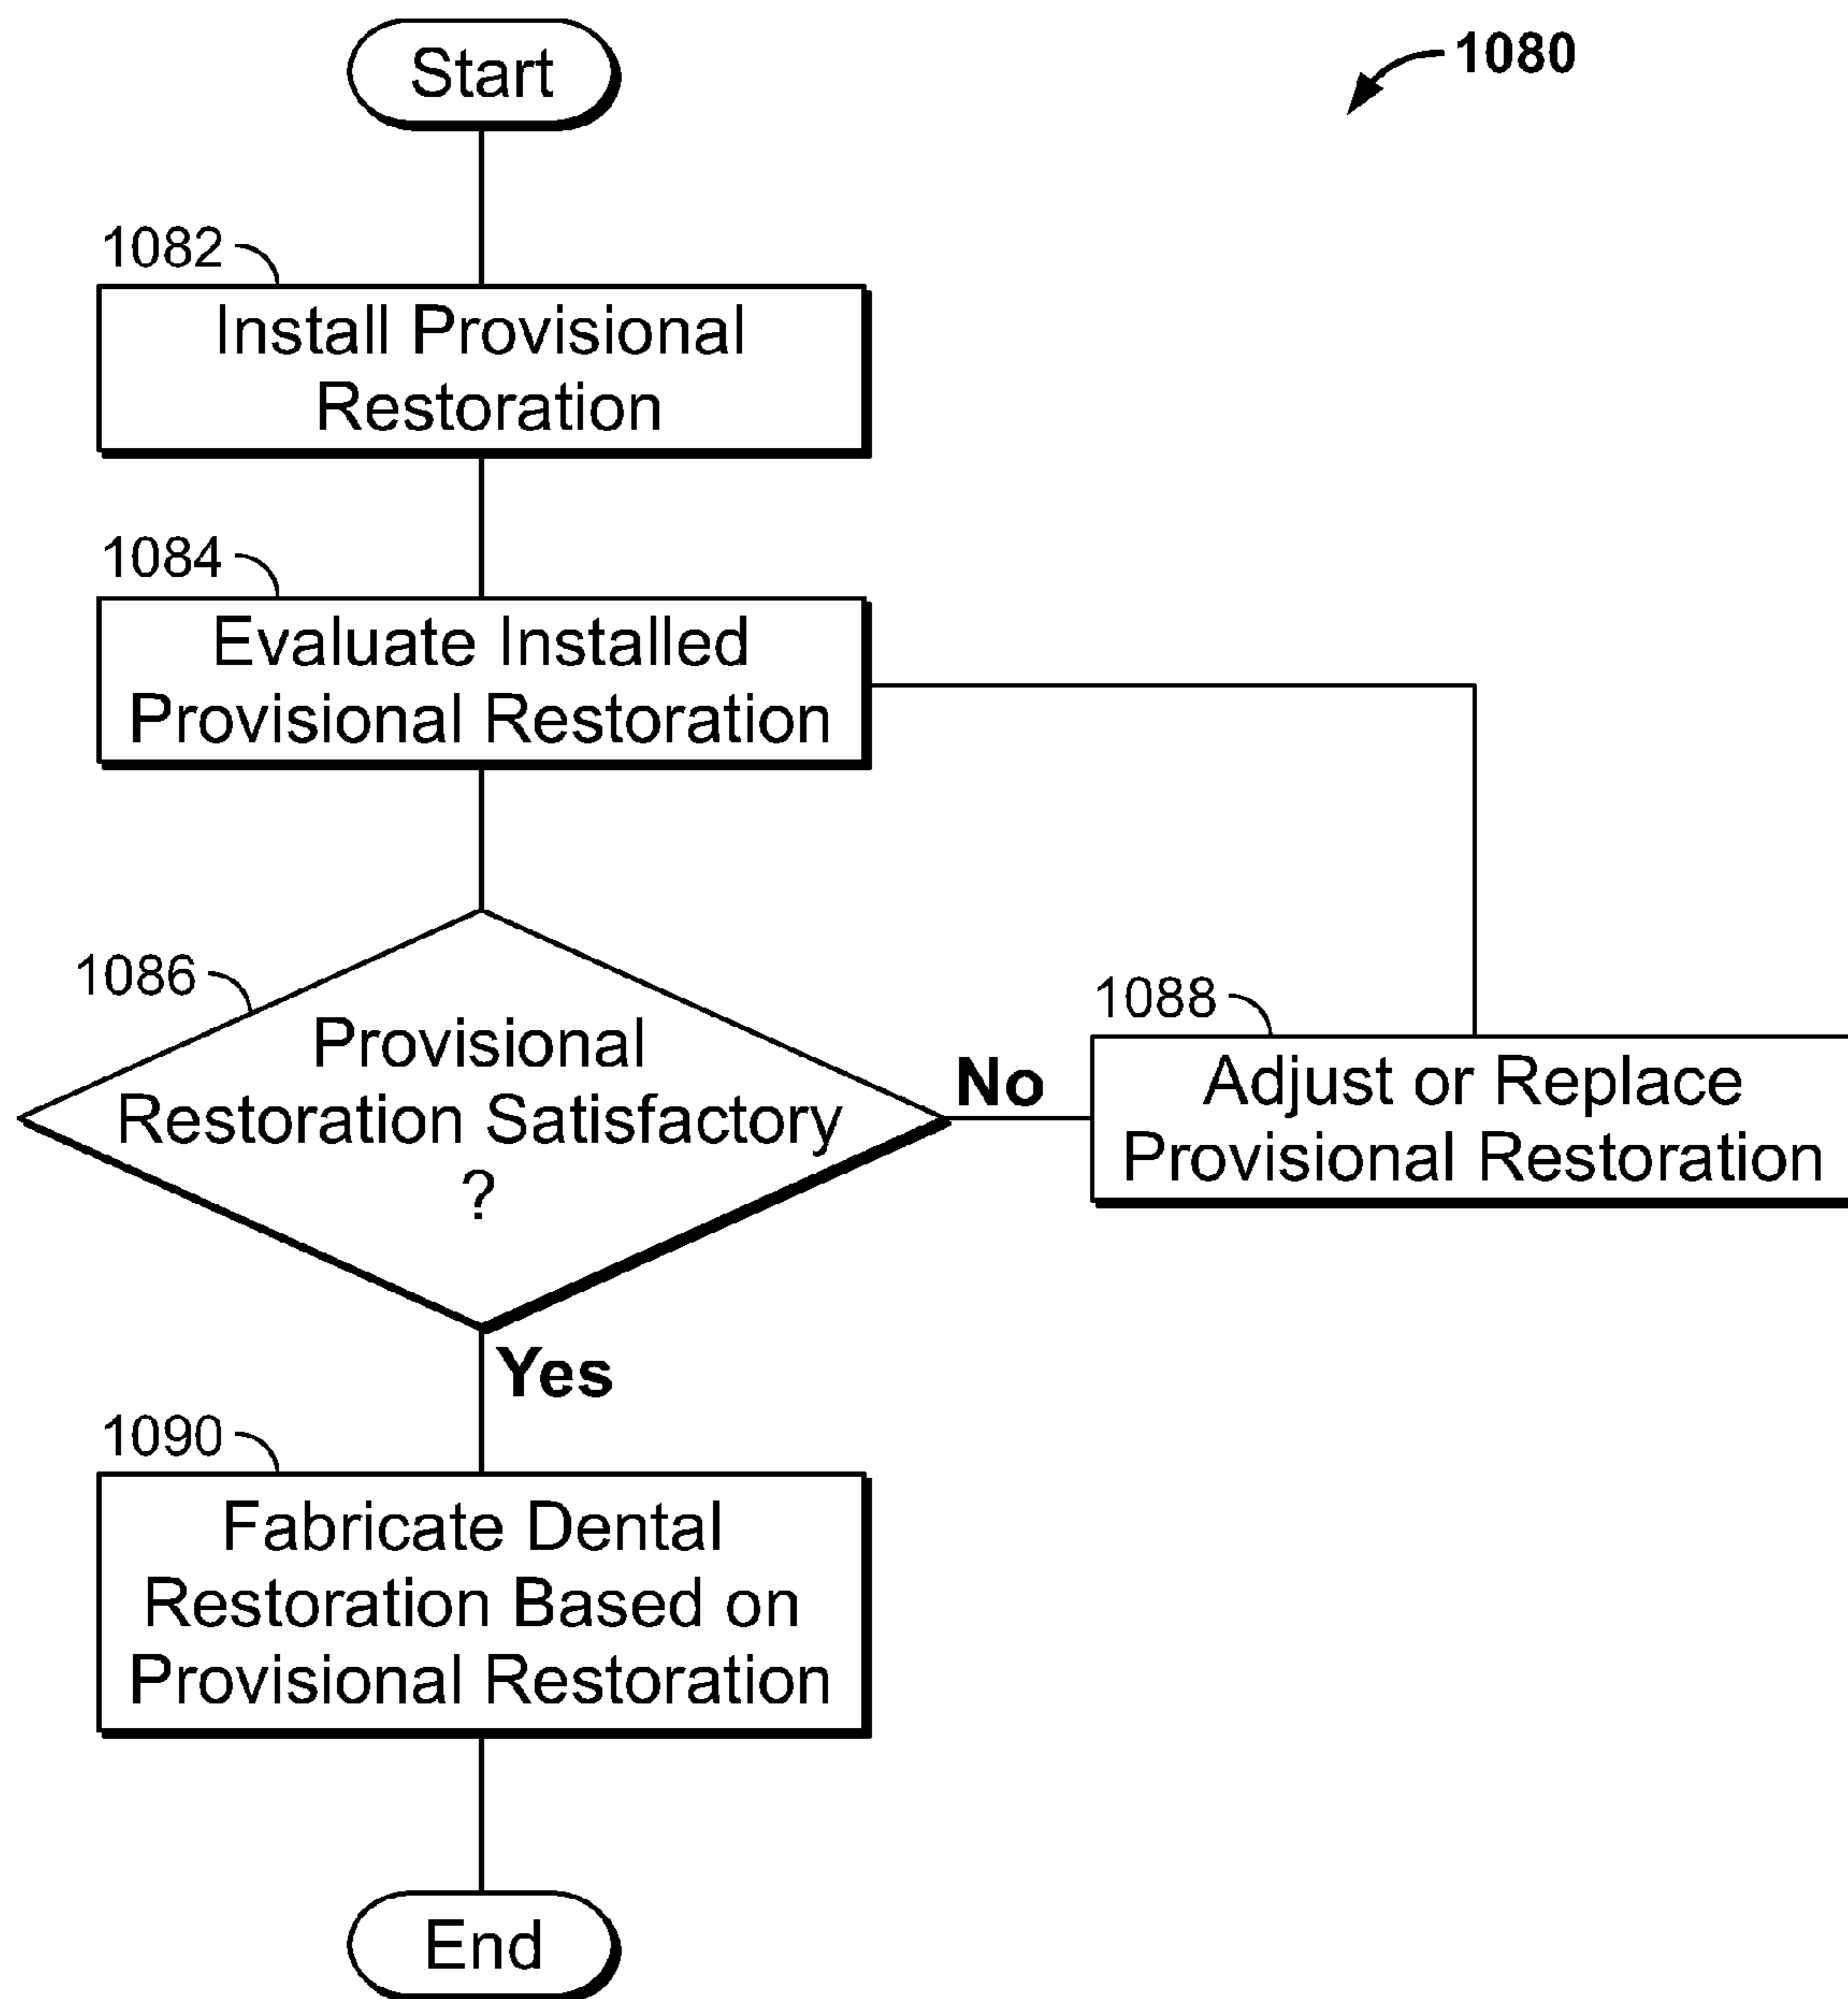 Start
1080
1082
Install Provisional
Restoration
1084
Evaluate Installed
Provisional Restoration
1086
Provisional
Restoration Satisfactory
?
No
1088
Adjust or Replace
Provisional Restoration
Yes
1090
Fabricate Dental
Restoration Based on
Provisional Restoration
End